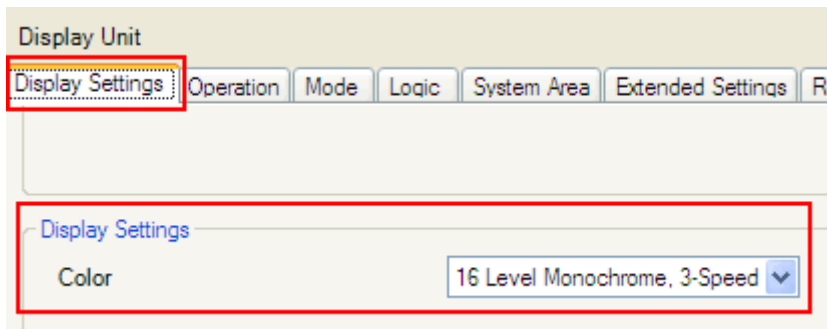 Display Unit
Display Settings Operation Mode Logic System Area Extended Settings R
Display Settings
Color 16 Level Monochrome, 3-Speed